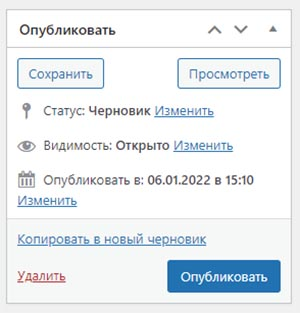 Опубликовать
Сохранить Просмотреть
Статус: Черновик Изменить
Видимость: Открыто Изменить
Опубликовать в: 06.01.2022 в 15:10
Изменить
Копировать в новый черновик
Удалить Опубликовать